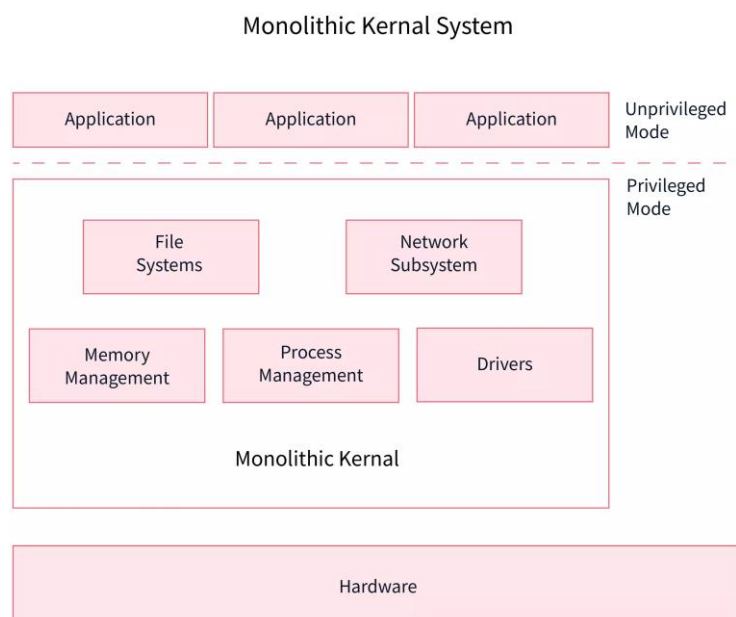 Monolithic Kernal System
Application
Application
Application
Unprivileged
Mode
Privileged
Mode
File
Systems
Network
Subsystem
Memory
Management
Process
Management
Drivers
Monolithic Kernal
Hardware